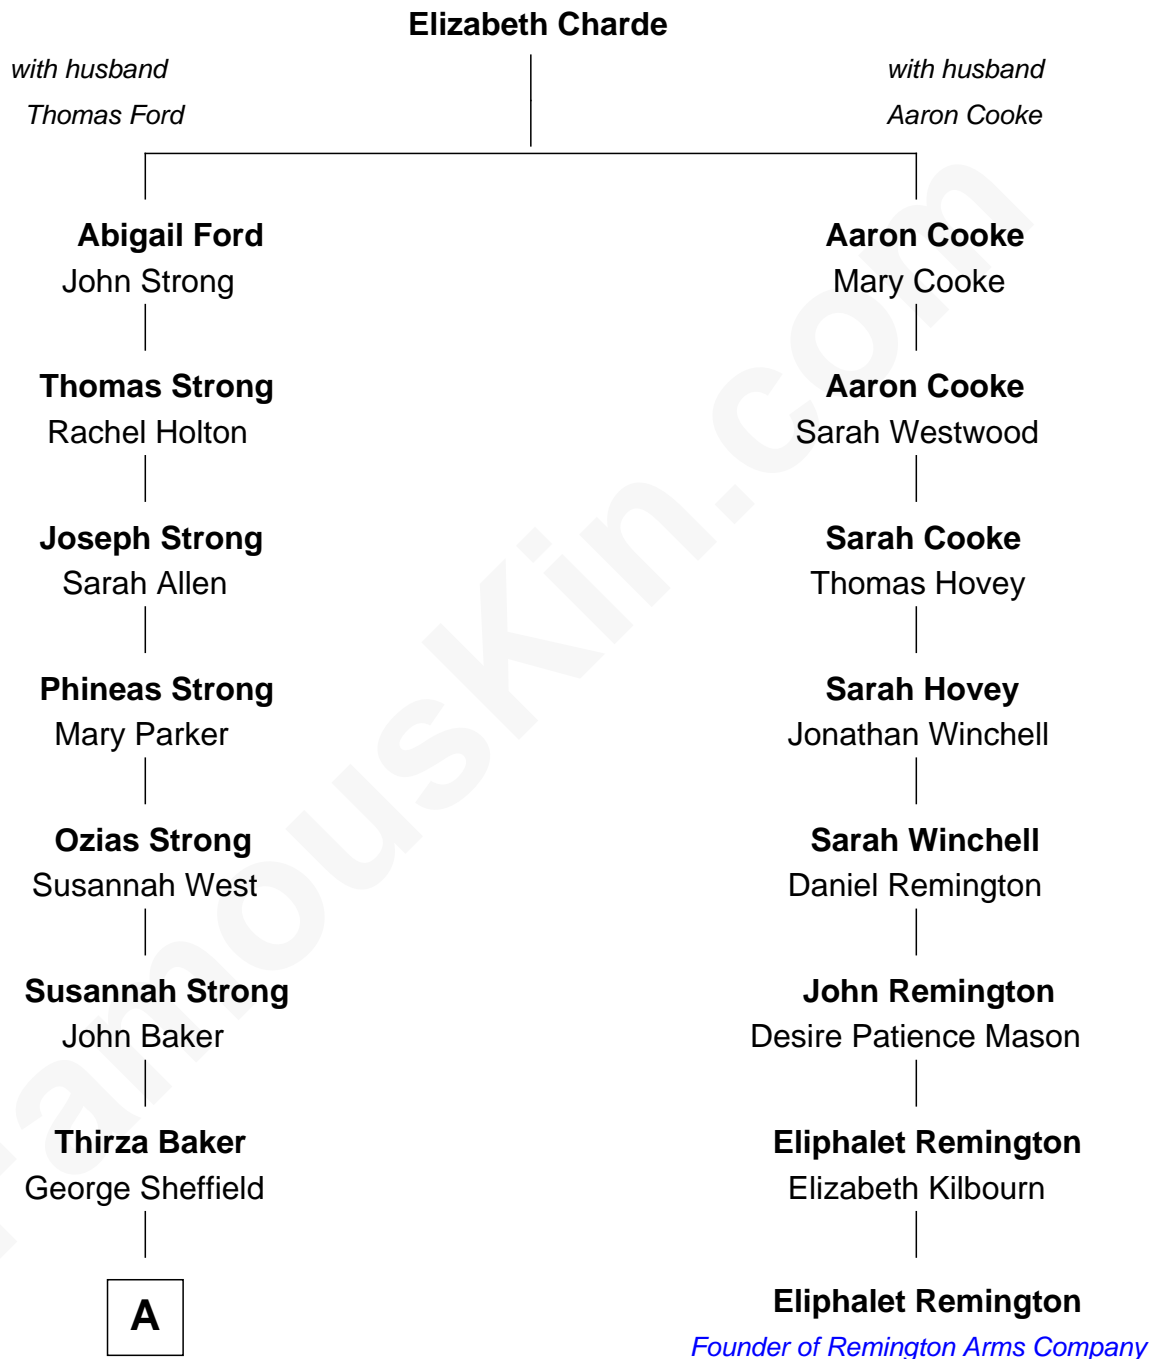 Elizabeth Charde
with husband
Thomas Ford
with husband
Aaron Cooke
Abigail Ford
John Strong
Thomas Strong
Rachel Holton
Joseph Strong
Sarah Allen
Phineas Strong
Mary Parker
Ozias Strong
Susannah West
Susannah Strong
John Baker
Thirza Baker
George Sheffield
A
Aaron Cooke
Mary Cooke
Aaron Cooke
Sarah Westwood
Sarah Cooke
Thomas Hovey
Sarah Hovey
Jonathan Winchell
Sarah Winchell
Daniel Remington
John Remington
Desire Patience Mason
Eliphalet Remington
Elizabeth Kilbourn
Eliphalet Remington
Founder of Remington Arms Company
FamousKin.com